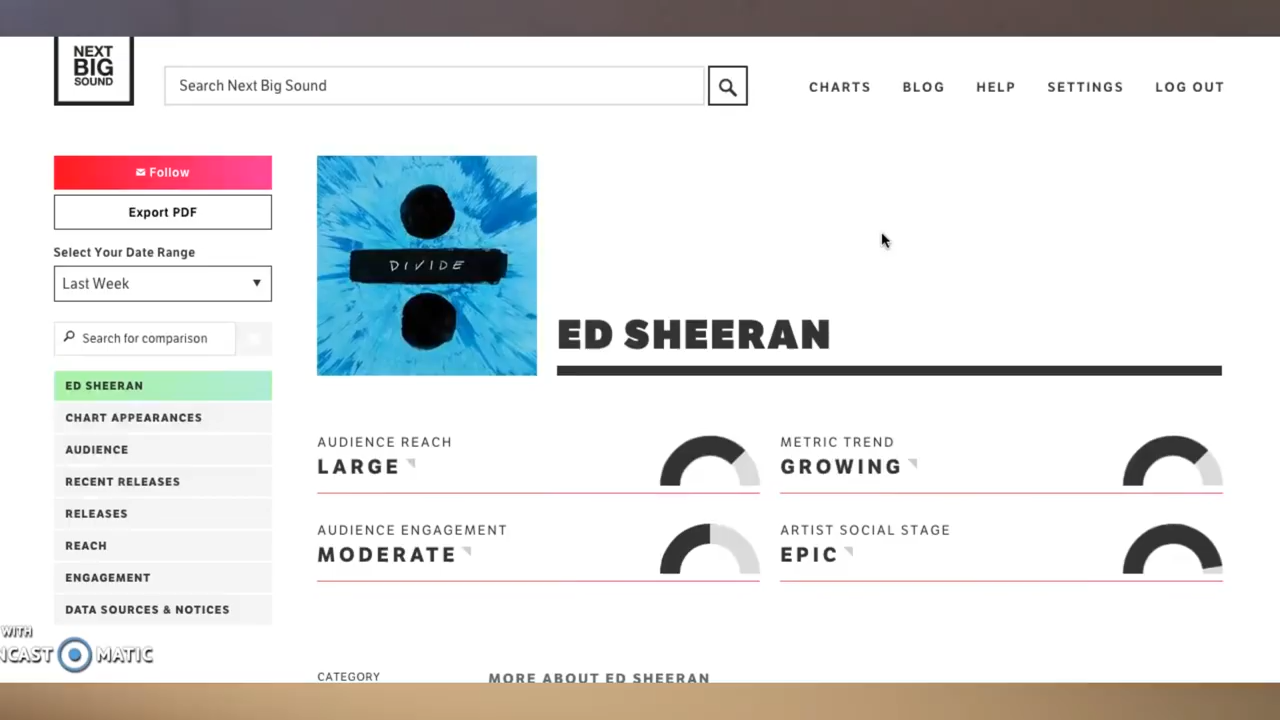 NEXT
BIG
SOUND
Search Next Big Sound
CHARTS BLOG HELP SETTINGS LOG OUT
Follow
Export PDF
Select Your Date Range
Last Week
Search for comparison
ED SHEERAN
CHART APPEARANCES
AUDIENCE
RECENT RELEASES
RELEASES
REACH
ENGAGEMENT
DATA SOURCES & NOTICES
DIVIDE
ED SHEERAN
AUDIENCE REACH
LARGE
METRIC TREND
GROWING
AUDIENCE ENGAGEMENT
MODERATE
ARTIST SOCIAL STAGE
EPIC
CATEGORY
MORE ABOUT ED SHEERAN
WITH
NCAST MATIC